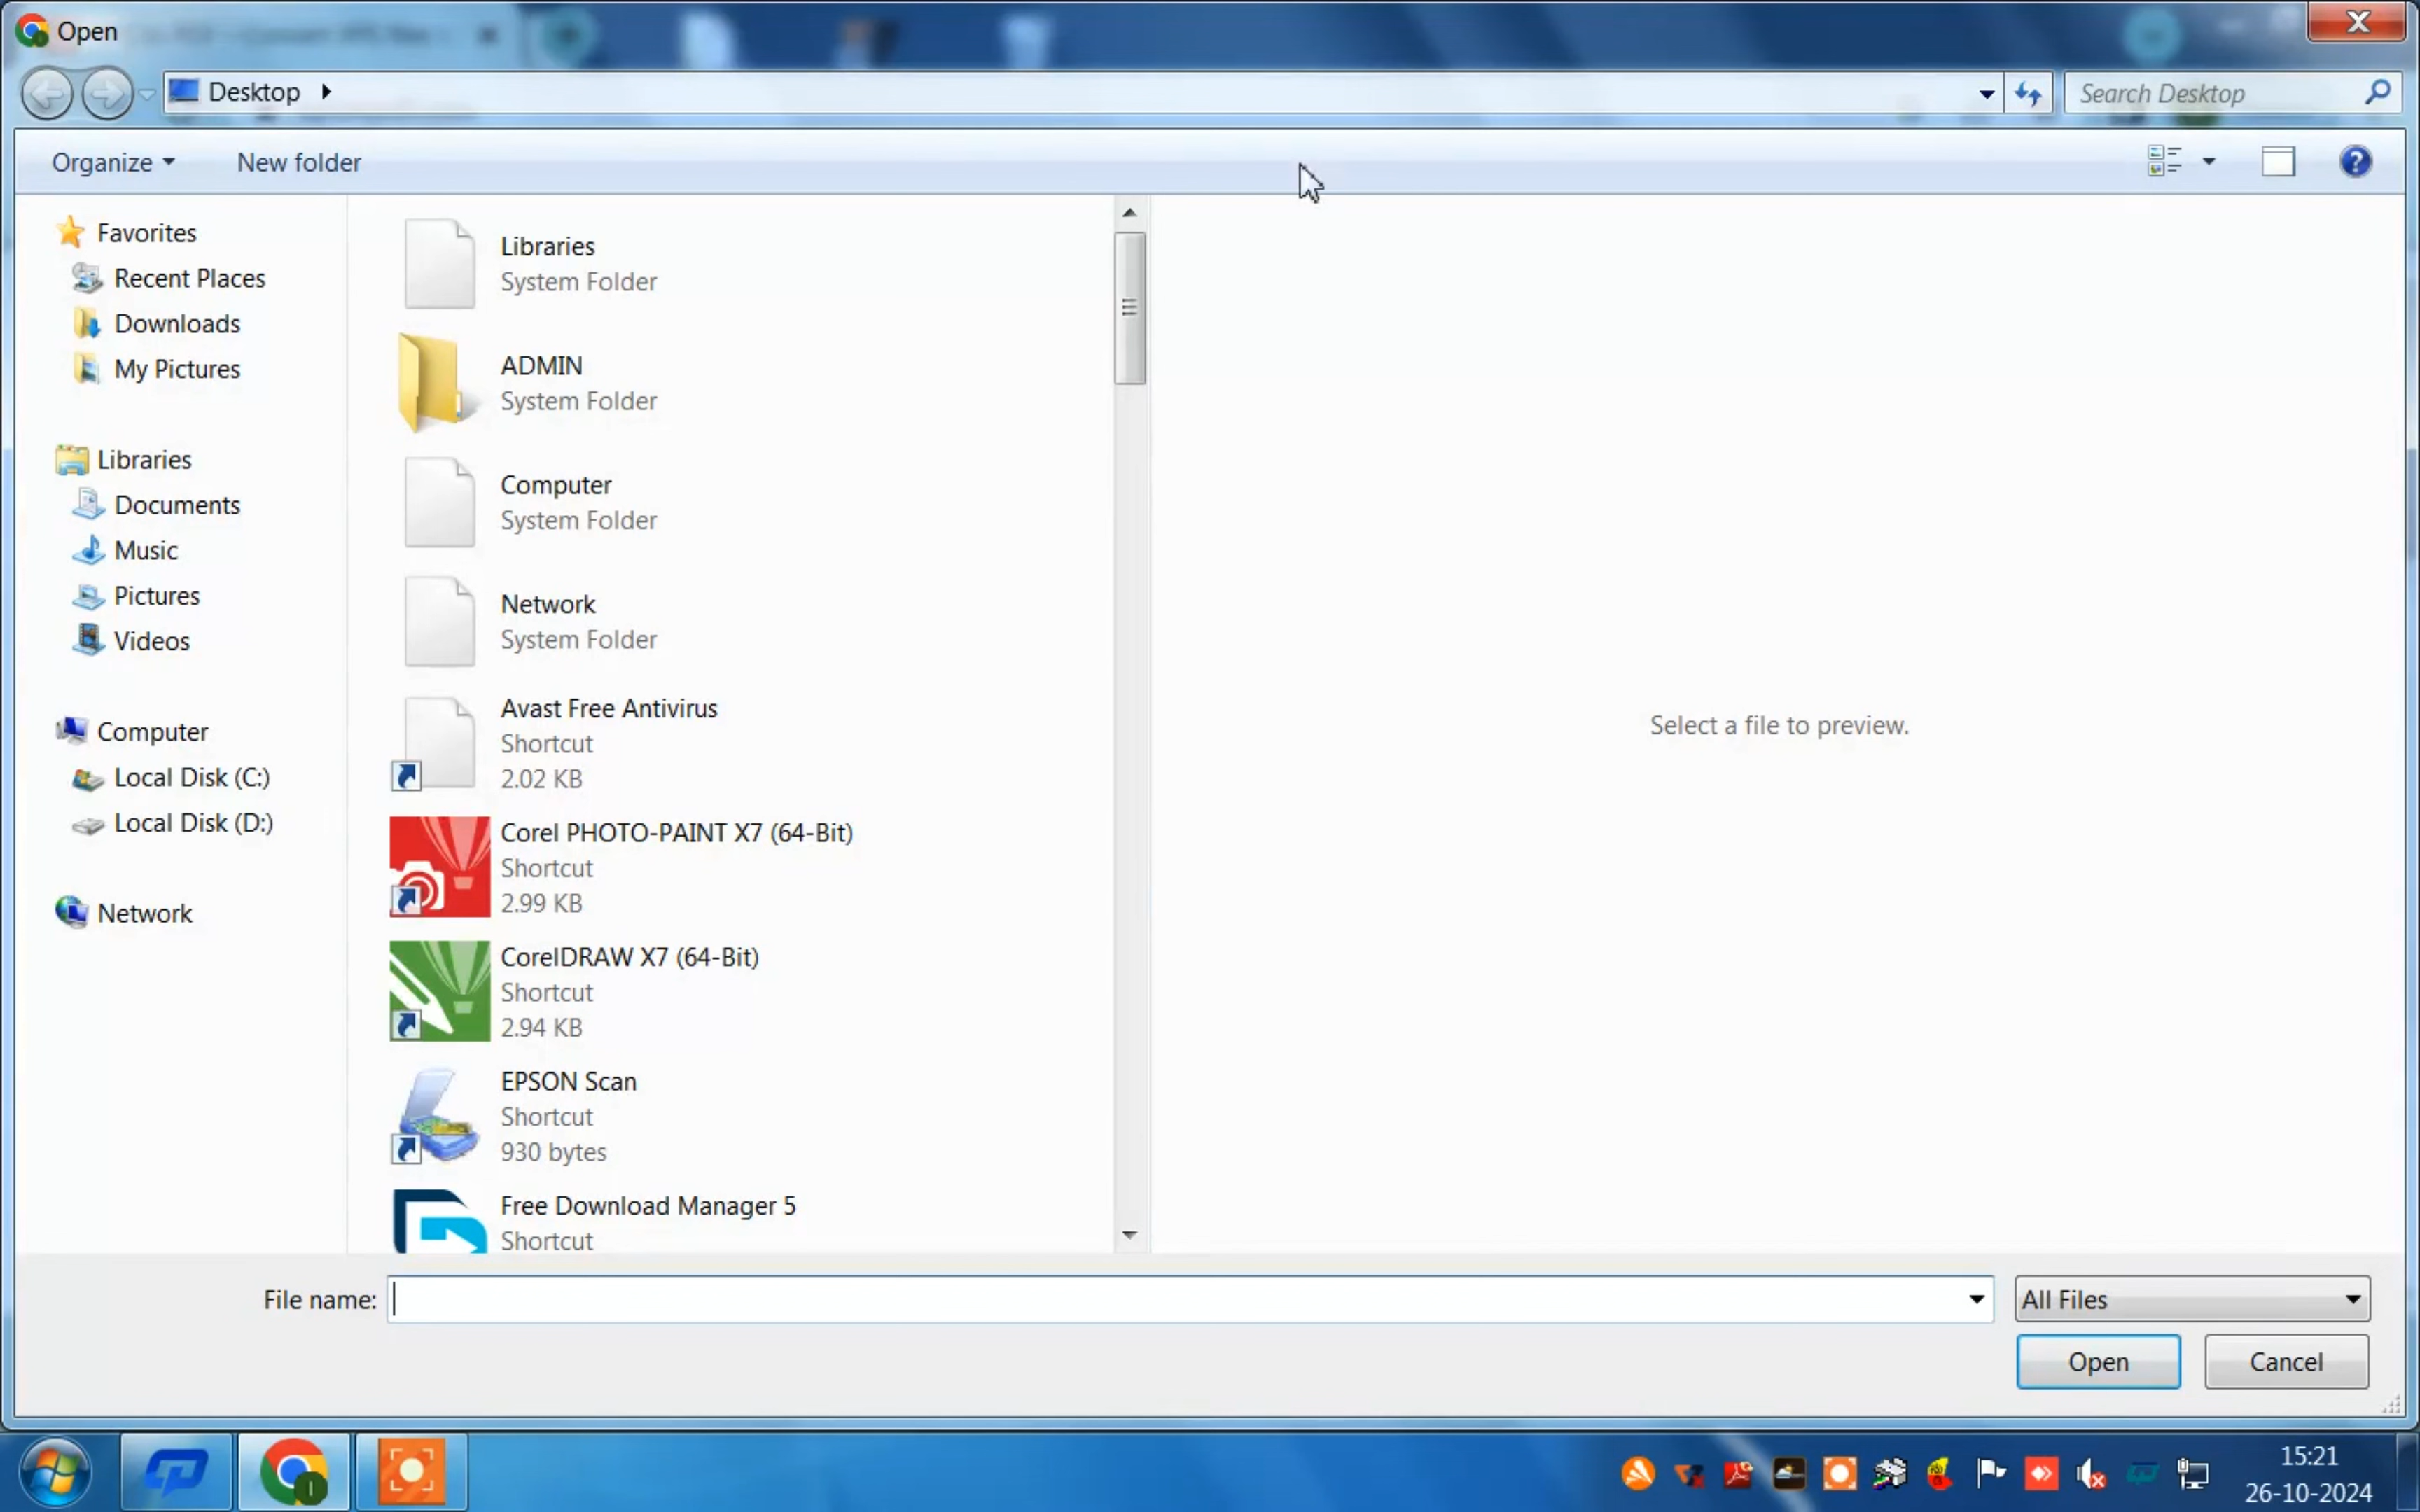 Open
Desktop
Search Desktop
Organize
New folder
Favorites
Recent Places
Downloads
My Pictures
Libraries
Documents
Music
Pictures
Videos
Computer
Local Disk (C:)
Local Disk (D:)
Network
Libraries
System Folder
ADMIN
System Folder
Computer
System Folder
Network
System Folder
Avast Free Antivirus
Shortcut
2.02 KB
Corel PHOTO-PAINT X7 (64-Bit)
Shortcut
2.99 KB
CorelDRAW X7 (64-Bit)
Shortcut
2.94 KB
EPSON Scan
Shortcut
930 bytes
Free Download Manager 5
Shortcut
Select a file to preview.
File name:
All Files
Open
Cancel
15:21
26-10-2024